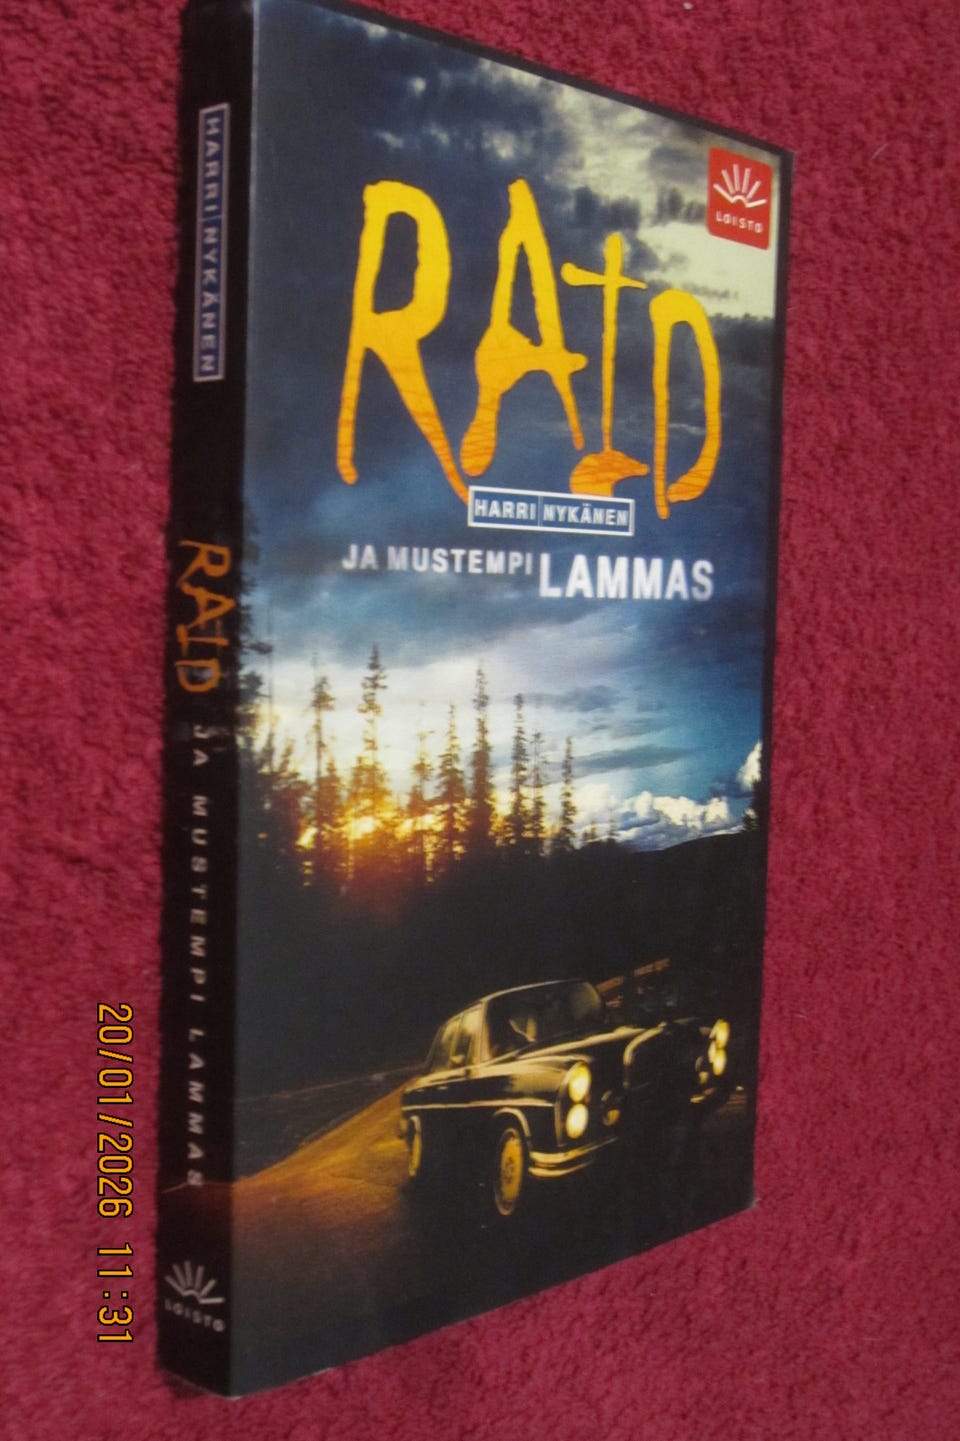 HARRI NYKÄNEN
RAID
JA MUSTEMPI LAMMAS
LOISTO
LOISTO
RAID
HARRI NYKÄNEN
JA MUSTEMPI LAMMAS
20/01/2026 11:31